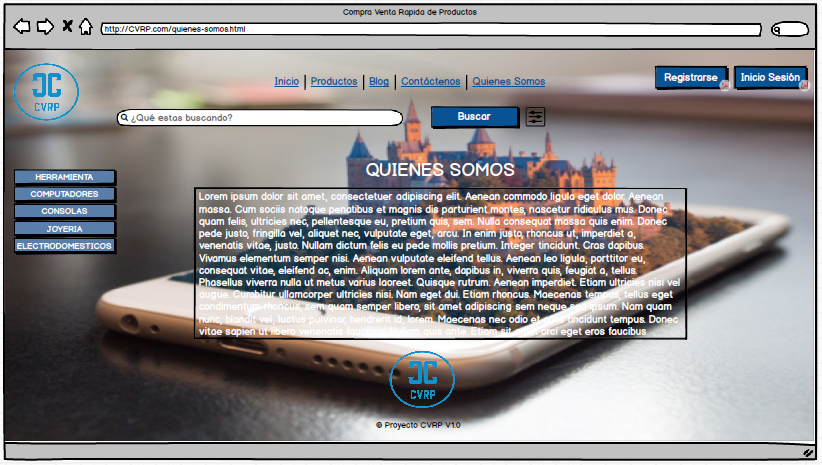 Compra Venta Rapida de Productos
http://CVRP.com/quienes-somos.html
CVRP
Inicio | Productos | Blog | Contáctenos | Quienes Somos
Registrarse
Inicio Sesión
¿Qué estas buscando?
Buscar
HERRAMIENTA
COMPUTADORES
CONSOLAS
JOYERIA
ELECTRODOMESTICOS
QUIENES SOMOS
Lorem ipsum dolor sit amet, consectetuer adipiscing elit. Aenean commodo ligula eget dolor. Aenean
massa. Cum sociis natoque penatibus et magnis dis parturient montes, nascetur ridiculus mus. Donec
quam felis, ultricies nec, pellentesque eu, pretium quis, sem. Nulla consequat massa quis enim. Donec
pede justo, fringilla vel, aliquet nec, vulputate eget, arcu. In enim justo, rhoncus ut, imperdiet a,
venenatis vitae, justo. Nullam dictum felis eu pede mollis pretium. Integer tincidunt. Cras dapibus.
Vivamus elementum semper nisi. Aenean vulputate eleifend tellus. Aenean leo ligula, porttitor eu,
consequat vitae, eleifend ac, enim. Aliquam lorem ante, dapibus in, viverra quis, feugiat a, tellus.
Phasellus viverra nulla ut metus varius laoreet. Quisque rutrum. Aenean imperdiet. Etiam ultricies nisi vel
augue. Curabitur ullamcorper ultricies nisi. Nam eget dui. Etiam rhoncus. Maecenas tempus, tellus eget
condimentum rhoncus, sem quam semper libero, sit amet adipiscing sem neque sed ipsum. Nam quam
nunc, blandit vel, luctus pulvinar, hendrerit id, lorem. Maecenas nec odio et ante tincidunt tempus. Donec
vitae sapien ut libero venenatis faucibus. Nullam quis ante. Etiam sit amet orci eget eros faucibus
CVRP
© Proyecto CVRP V1.0